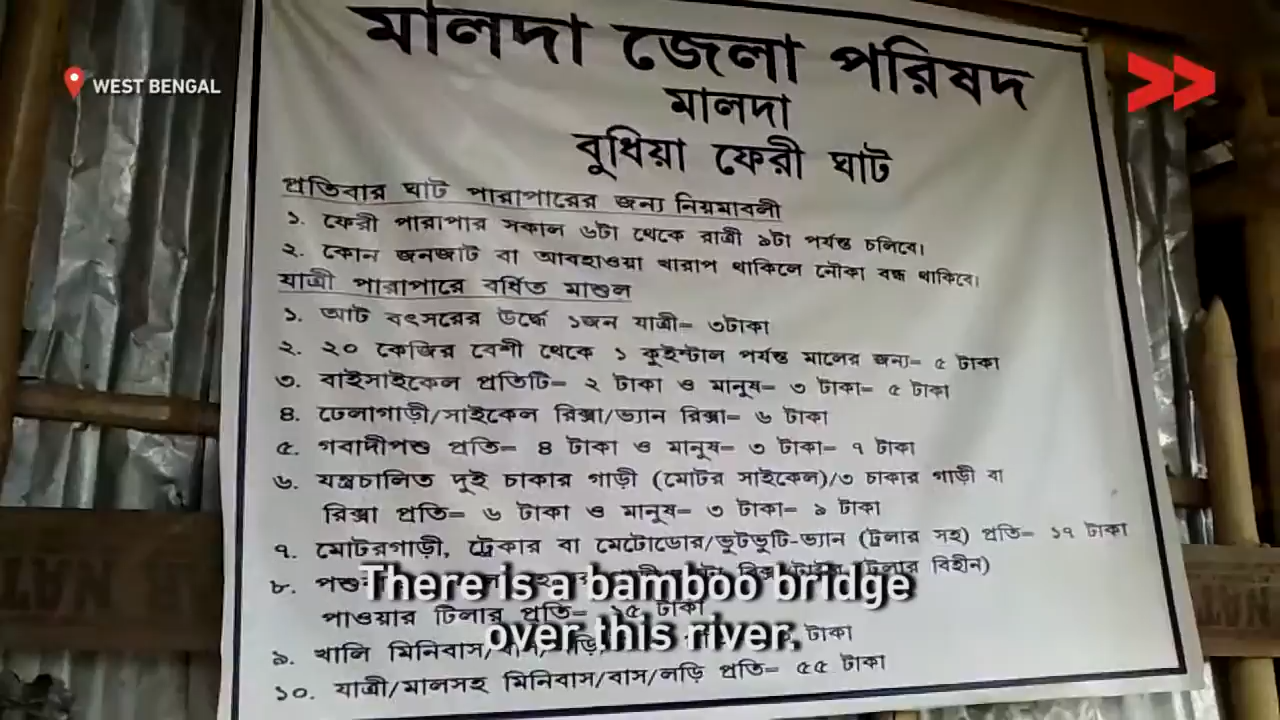 WEST BENGAL
মালদা জেলা পরিষদ
মালদা
বুধিয়া ফেরী ঘাট
প্রতিবার ঘাট পারাপারের জন্য নিয়মাবলী
১. ফেরী পারাপার সকাল ৬টা থেকে রাত্রী ৯টা পর্যন্ত চলিবে।
২. কোন জনজাট বা আবহাওয়া খারাপ থাকিলে নৌকা বন্ধ থাকিবে।
যাত্রী পারাপারে বর্ধিত মাশুল
১. আট বৎসরের উর্দ্ধে ১জন যাত্রী= ৩টাকা
২. ২০ কেজির বেশী থেকে ১ কুইন্টাল পর্যন্ত মালের জন্য= ৫ টাকা
৩. বাইসাইকেল প্রতিটি= ২ টাকা ও মানুষ= ৩ টাকা= ৫ টাকা
৪. ঢেলাগাড়ী/সাইকেল রিক্সা/ভ্যান রিক্সা= ৬ টাকা
৫. গবাদীপশু প্রতি= ৪ টাকা ও মানুষ= ৩ টাকা= ৭ টাকা
৬. যন্ত্রচালিত দুই চাকার গাড়ী (মোটর সাইকেল)/৩ চাকার গাড়ী বা
রিক্সা প্রতি= ৬ টাকা ও মানুষ= ৩ টাকা= ৯ টাকা
৭. মোটরগাড়ী, ট্রেকার বা মেটোডোর/ভুটভুটি-ভ্যান (ট্রলার সহ) প্রতি= ১৭ টাকা
৮. বিহীন)
There is a bamboo bridge
পাওয়ার টিলার প্রতি= ১৫ টাকা
over this river.
৯. খালি মিনিবাস/ টাকা
১০. যাত্রী/মালসহ মিনিবাস/বাস/লড়ি প্রতি= ৫৫ টাকা